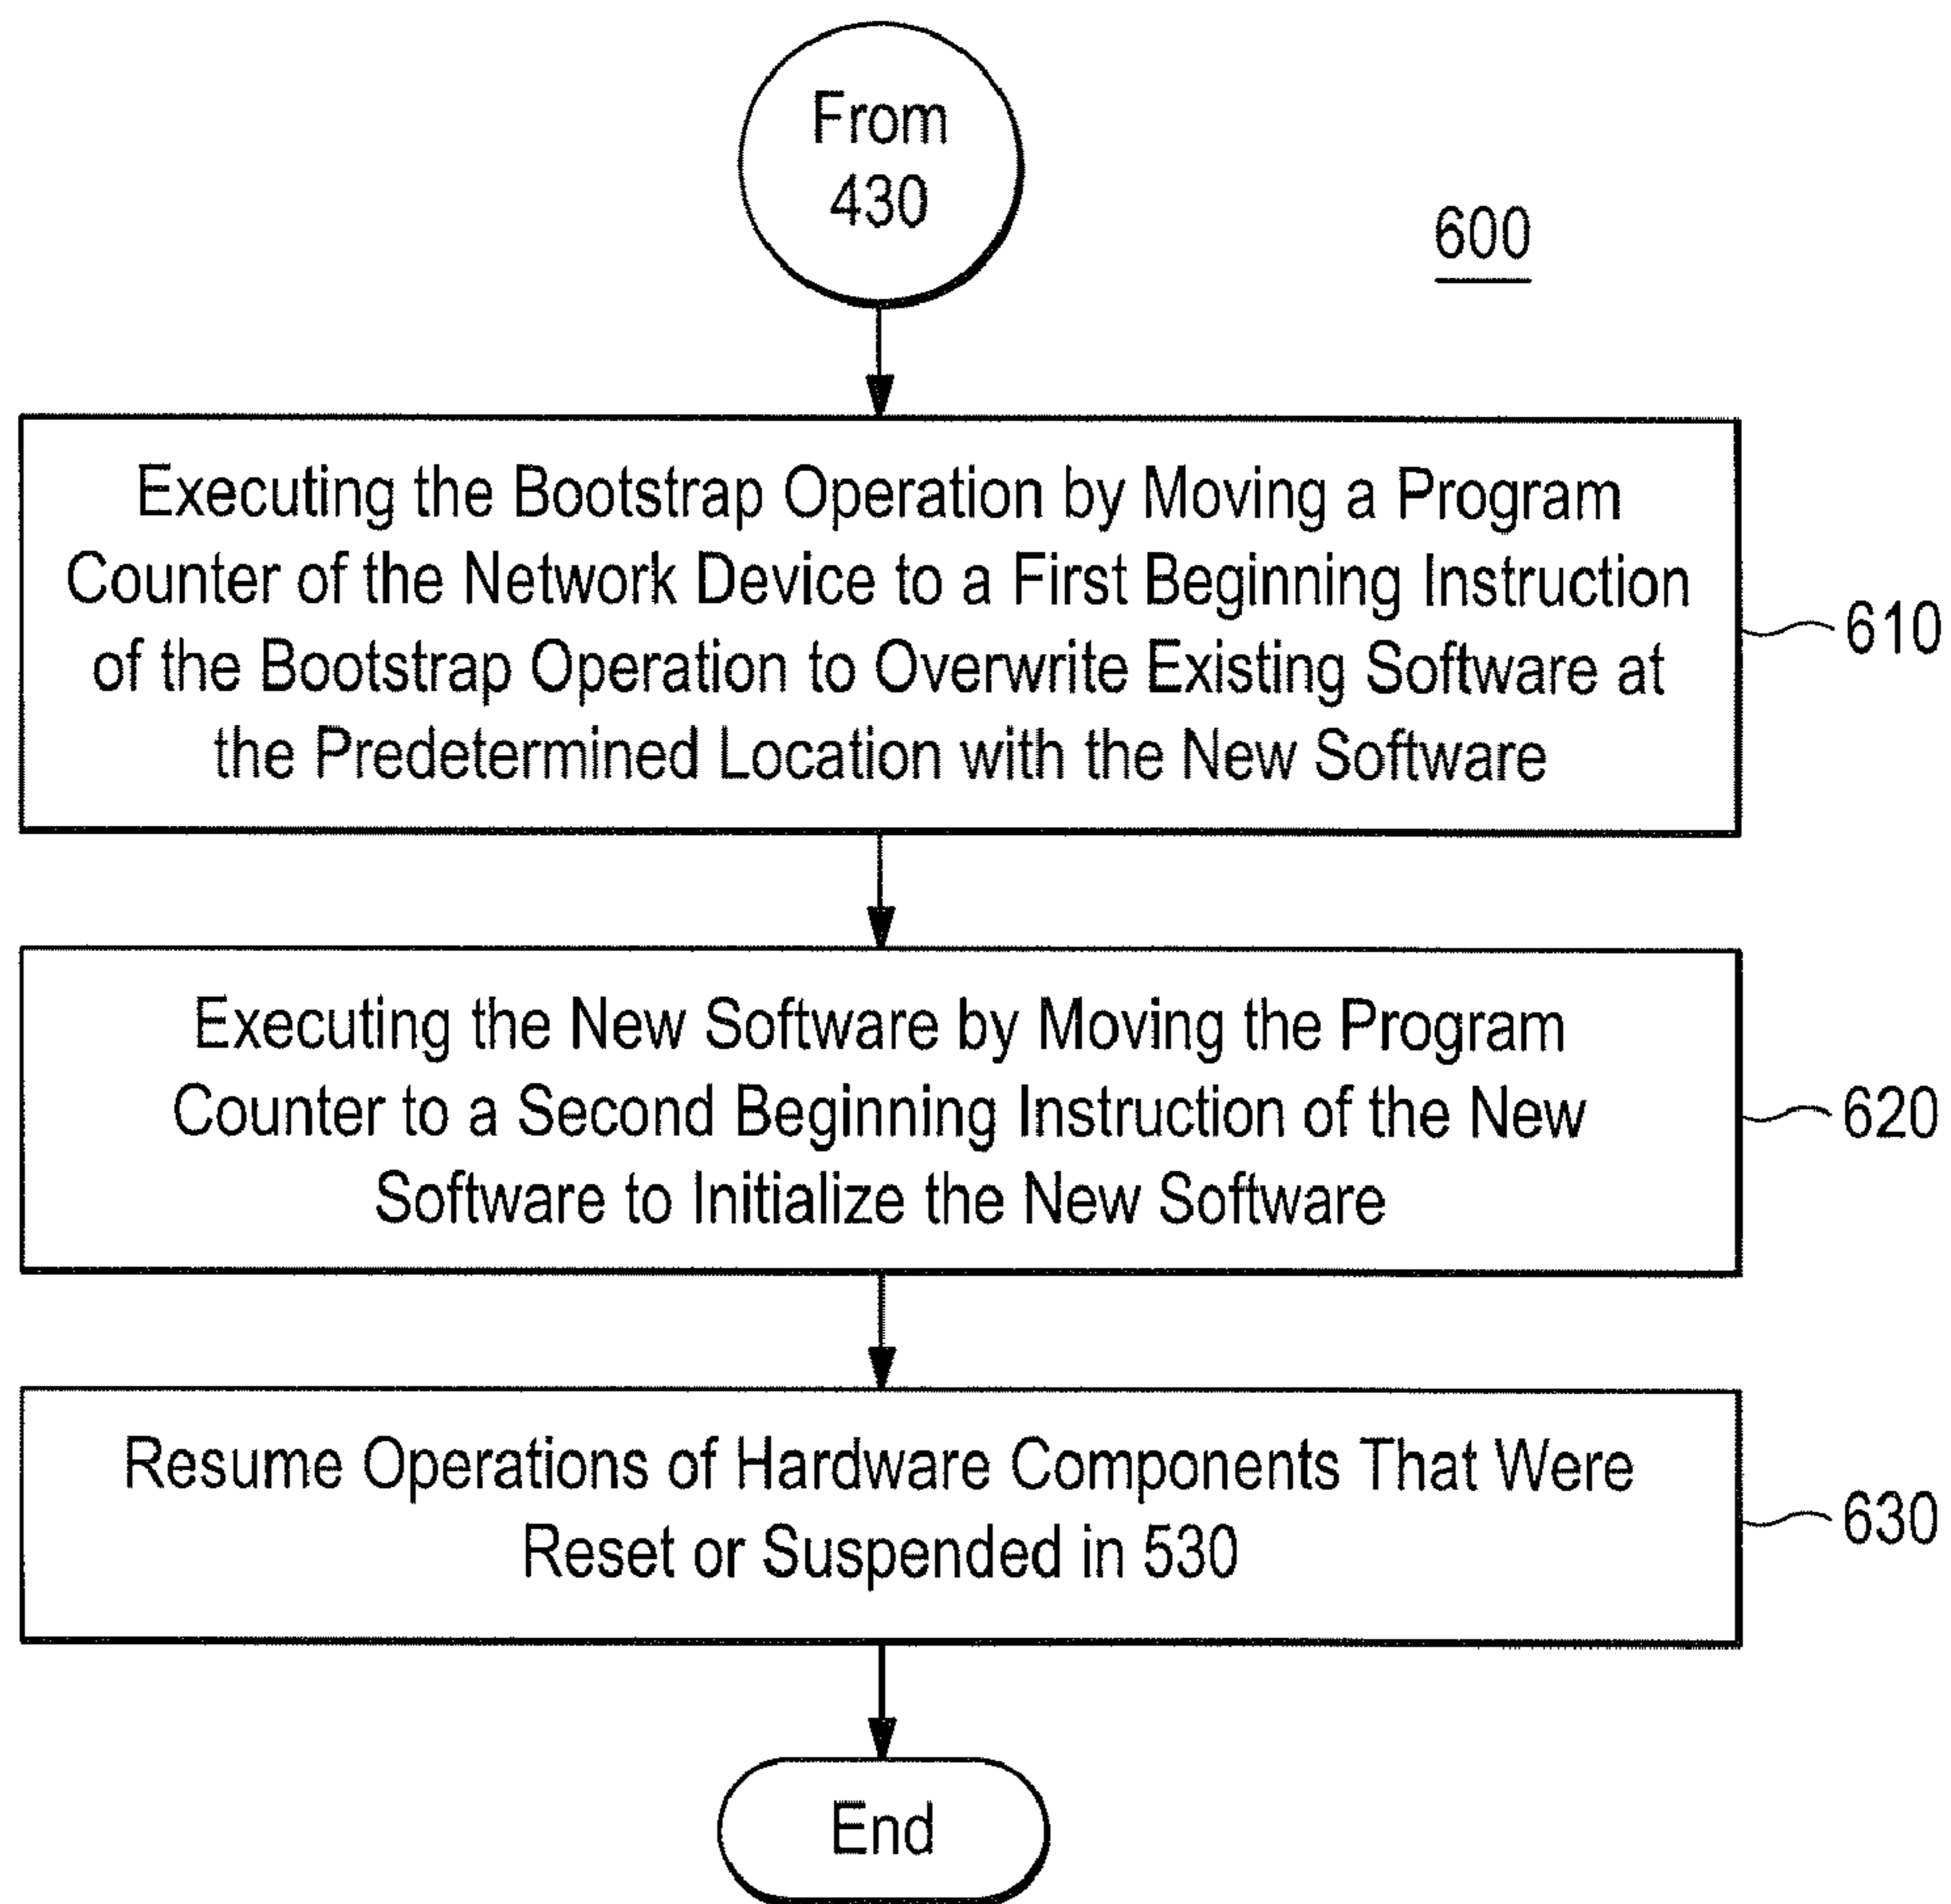 From
430
600
Executing the Bootstrap Operation by Moving a Program
Counter of the Network Device to a First Beginning Instruction
of the Bootstrap Operation to Overwrite Existing Software at
the Predetermined Location with the New Software
610
Executing the New Software by Moving the Program
Counter to a Second Beginning Instruction of the New
Software to Initialize the New Software
620
Resume Operations of Hardware Components That Were
Reset or Suspended in 530
630
End